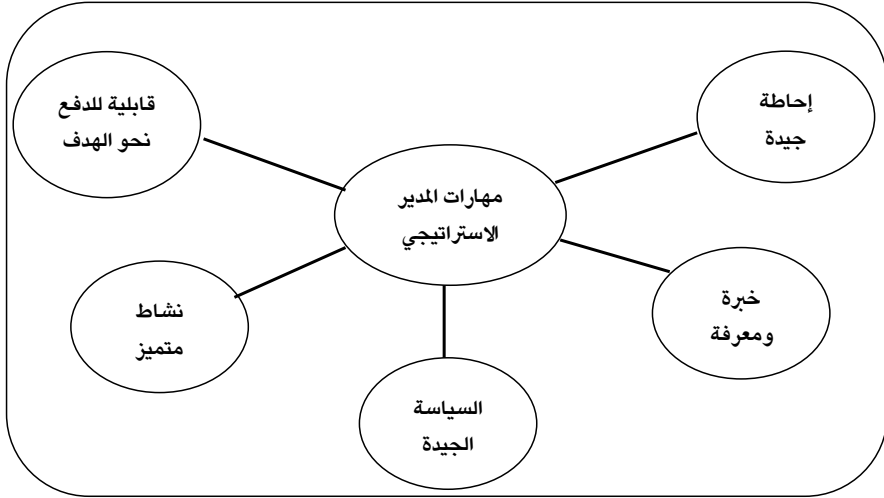 إحاطة
جيدة
قابلية للدفع
نحو الهدف
مهارات المدير
الاستراتيجي
خبرة
ومعرفة
نشاط
متميز
السياسة
الجيدة